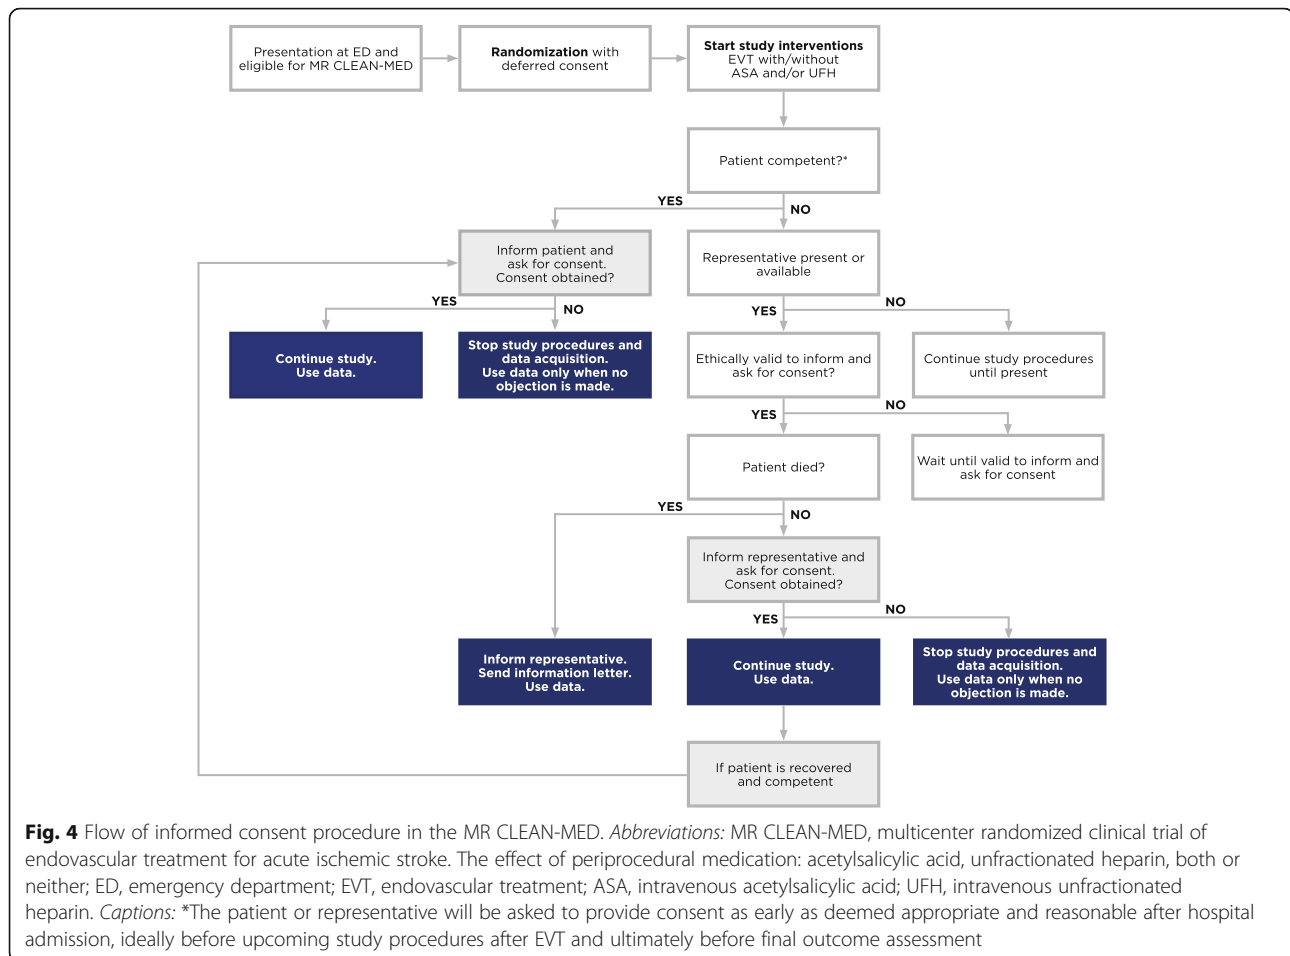 Presentation at ED and
eligible for MR CLEAN-MED
Randomization with
deferred consent
Start study interventions
EVT with/without
ASA and/or UFH
Patient competent?*
YES
NO
Inform patient and
ask for consent.
Consent obtained?
Representative present or
available
YES
NO
YES
NO
Continue study.
Use data.
Stop study procedures and
data acquisition.
Use data only when no
objection is made.
Ethically valid to inform and
ask for consent?
Continue study procedures
until present
YES
NO
Patient died?
Wait until valid to inform and
ask for consent
YES
NO
Inform representative and
ask for consent.
Consent obtained?
YES
NO
Inform representative.
Send information letter.
Use data.
Continue study.
Use data.
Stop study procedures and
data acquisition.
Use data only when no
objection is made.
If patient is recovered
and competent
Fig. 4 Flow of informed consent procedure in the MR CLEAN-MED. Abbreviations: MR CLEAN-MED, multicenter randomized clinical trial of
endovascular treatment for acute ischemic stroke. The effect of periprocedural medication: acetylsalicylic acid, unfractionated heparin, both or
neither; ED, emergency department; EVT, endovascular treatment; ASA, intravenous acetylsalicylic acid; UFH, intravenous unfractionated
heparin. Captions: *The patient or representative will be asked to provide consent as early as deemed appropriate and reasonable after hospital
admission, ideally before upcoming study procedures after EVT and ultimately before final outcome assessment